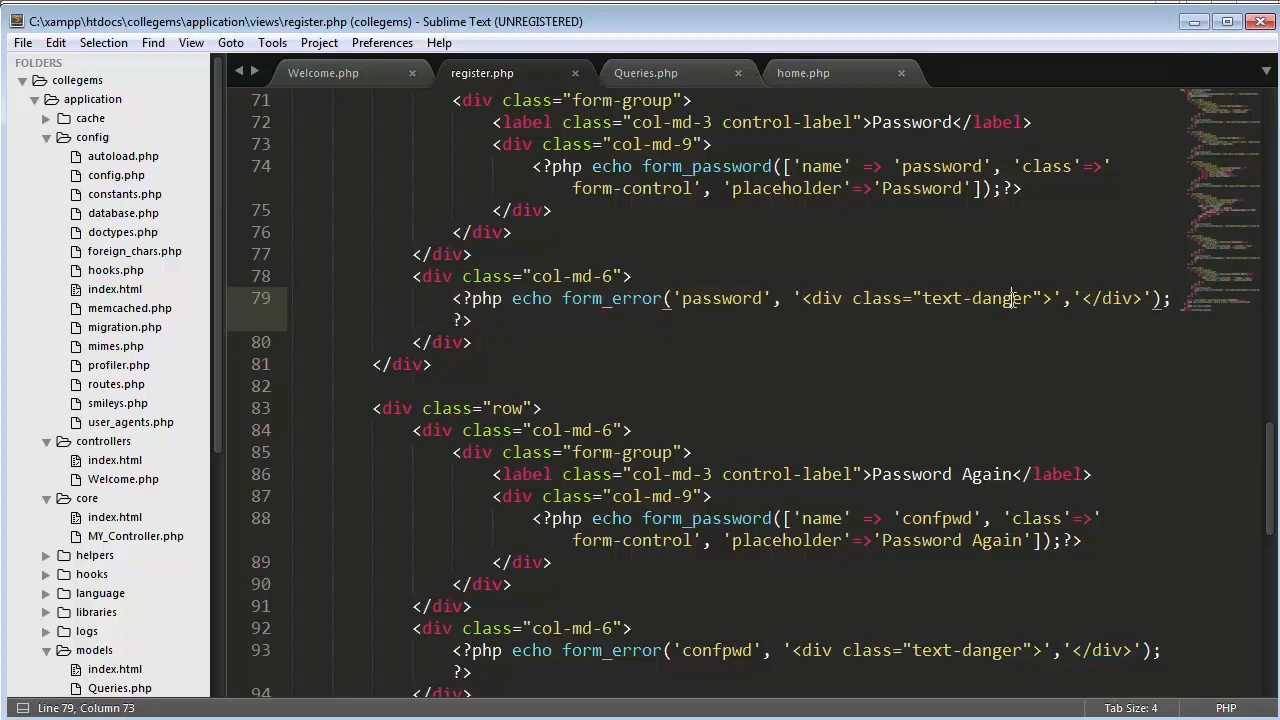 C:\xampp\htdocs\collegems\application\views\register.php (collegems) - Sublime Text (UNREGISTERED)
File Edit Selection Find View Goto Tools Project Preferences Help
FOLDERS
collegems
application
cache
config
autoload.php
config.php
constants.php
database.php
doctypes.php
foreign_chars.php
hooks.php
index.html
memcached.php
migration.php
mimes.php
profiler.php
routes.php
smileys.php
user_agents.php
controllers
index.html
Welcome.php
core
index.html
MY_Controller.php
helpers
hooks
language
libraries
logs
models
index.html
Queries.php
Welcome.php × register.php × Queries.php × home.php ×
71 <div class="form-group">
72 <label class="col-md-3 control-label">Password</label>
73 <div class="col-md-9">
74 <?php echo form_password(['name' => 'password', 'class'=>'
form-control', 'placeholder'=>'Password']);?>
75 </div>
76 </div>
77 </div>
78 <div class="col-md-6">
79 <?php echo form_error('password', '<div class="text-danger">','</div>');
?>
80 </div>
81 </div>
82
83 <div class="row">
84 <div class="col-md-6">
85 <div class="form-group">
86 <label class="col-md-3 control-label">Password Again</label>
87 <div class="col-md-9">
88 <?php echo form_password(['name' => 'confpwd', 'class'=>'
form-control', 'placeholder'=>'Password Again']);?>
89 </div>
90 </div>
91 </div>
92 <div class="col-md-6">
93 <?php echo form_error('confpwd', '<div class="text-danger">','</div>');
?>
94 </div>
Line 79, Column 73
Tab Size: 4
PHP